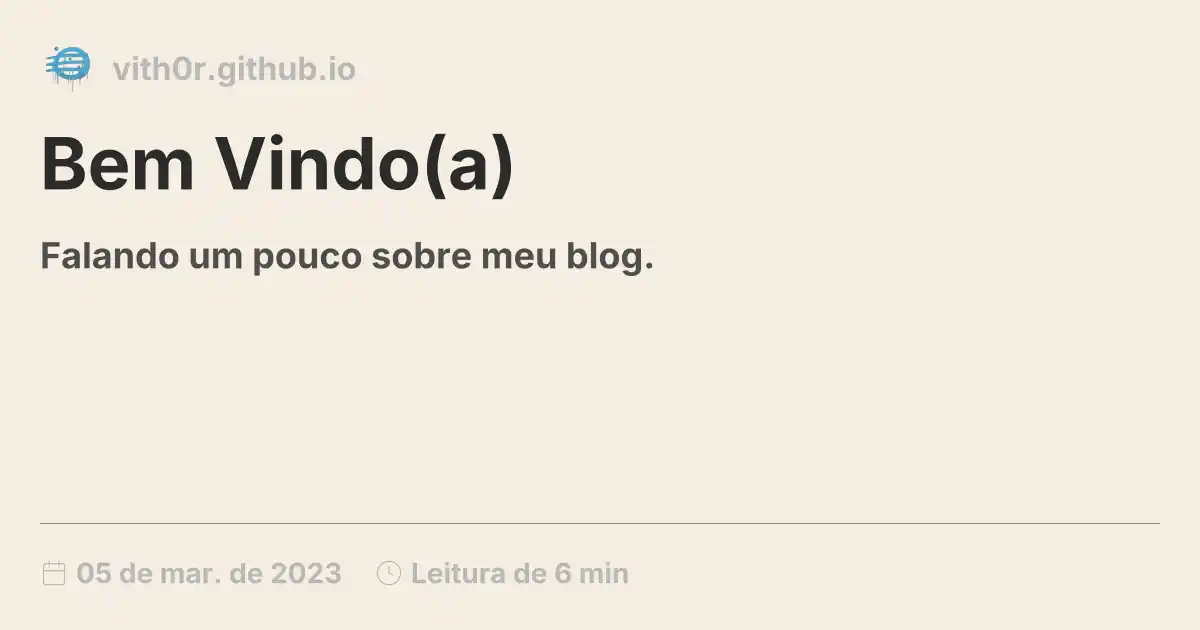 vith0r.github.io
Bem Vindo(a)
Falando um pouco sobre meu blog.
05 de mar. de 2023 Leitura de 6 min